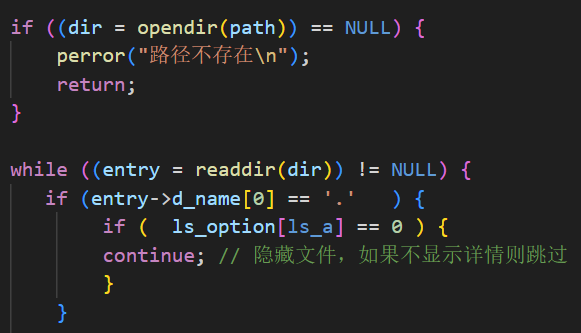 if ((dir = opendir(path)) == NULL) {
    perror("路径不存在\n");
    return;
}

while ((entry = readdir(dir)) != NULL) {
   if (entry->d_name[0] == '.'   ) {
        if (  ls_option[ls_a] == 0 ) {
        continue; // 隐藏文件，如果不显示详情则跳过
        }
    }